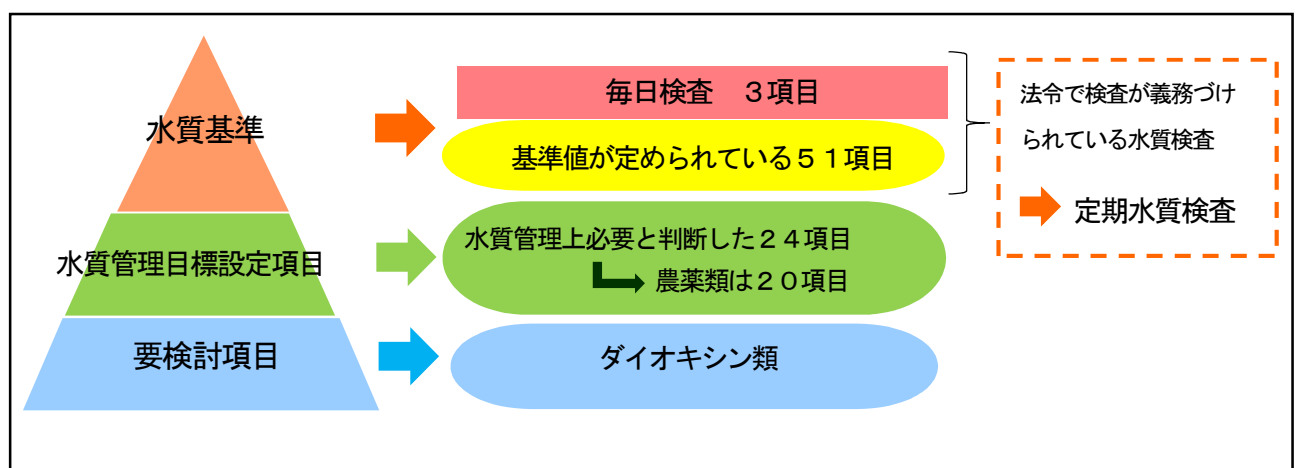 水質基準
毎日検査　３項目
基準値が定められている５１項目
法令で検査が義務づけ
られている水質検査
定期水質検査
水質管理目標設定項目
水質管理上必要と判断した２４項目
農薬類は２０項目
要検討項目
ダイオキシン類